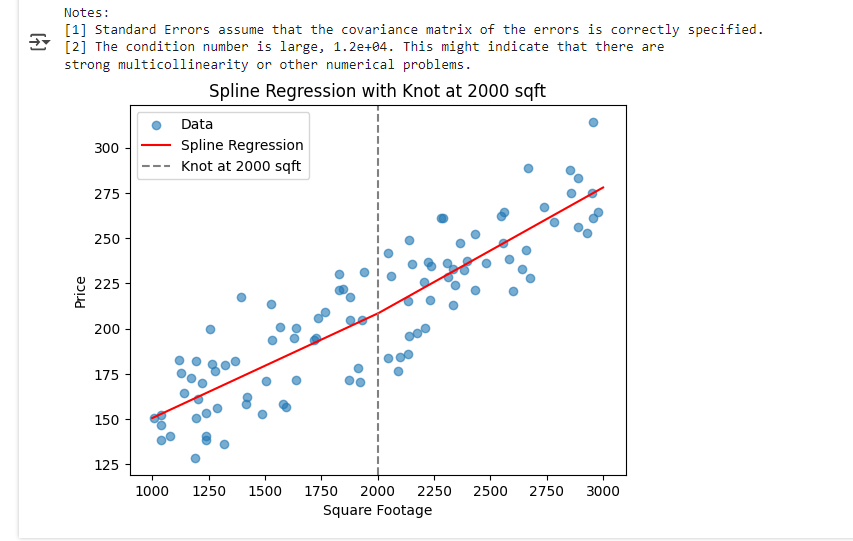 Notes:
[1] Standard Errors assume that the covariance matrix of the errors is correctly specified.
[2] The condition number is large, 1.2e+04. This might indicate that there are
strong multicollinearity or other numerical problems.
Spline Regression with Knot at 2000 sqft
Data
Spline Regression
Knot at 2000 sqft
Price
300
275
250
225
200
175
150
125
1000 1250 1500 1750 2000 2250 2500 2750 3000
Square Footage